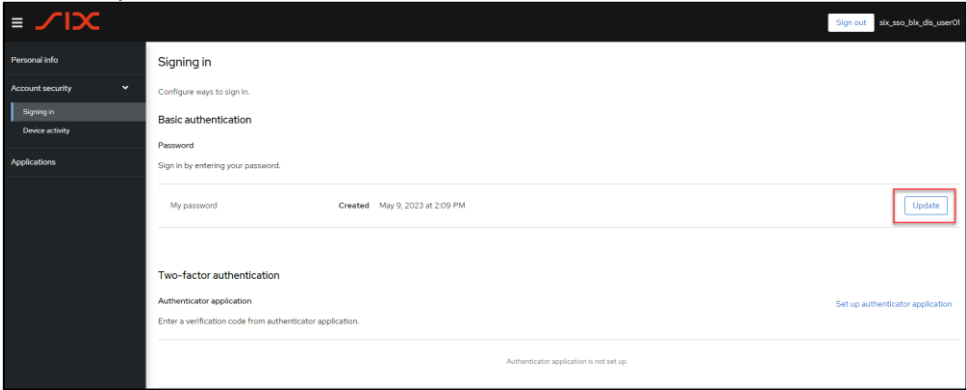 SIX
Sign out six_sso_blx_dis_user01
Personal info
Account security
Signing in
Device activity
Applications
Signing in
Configure ways to sign in.
Basic authentication
Password
Sign in by entering your password.
My password Created May 9, 2023 at 2:09 PM Update
Two-factor authentication
Authenticator application
Set up authenticator application
Enter a verification code from authenticator application.
Authenticator application is not set up.